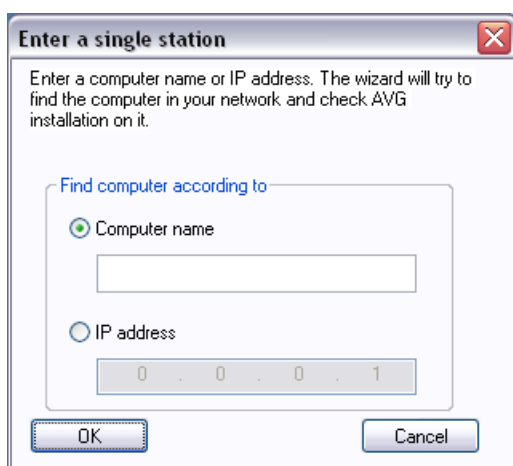 Enter a single station
Enter a computer name or IP address. The wizard will try to
find the computer in your network and check AVG
installation on it.
Find computer according to
Computer name
IP address
0 . 0 . 0 . 1
OK
Cancel